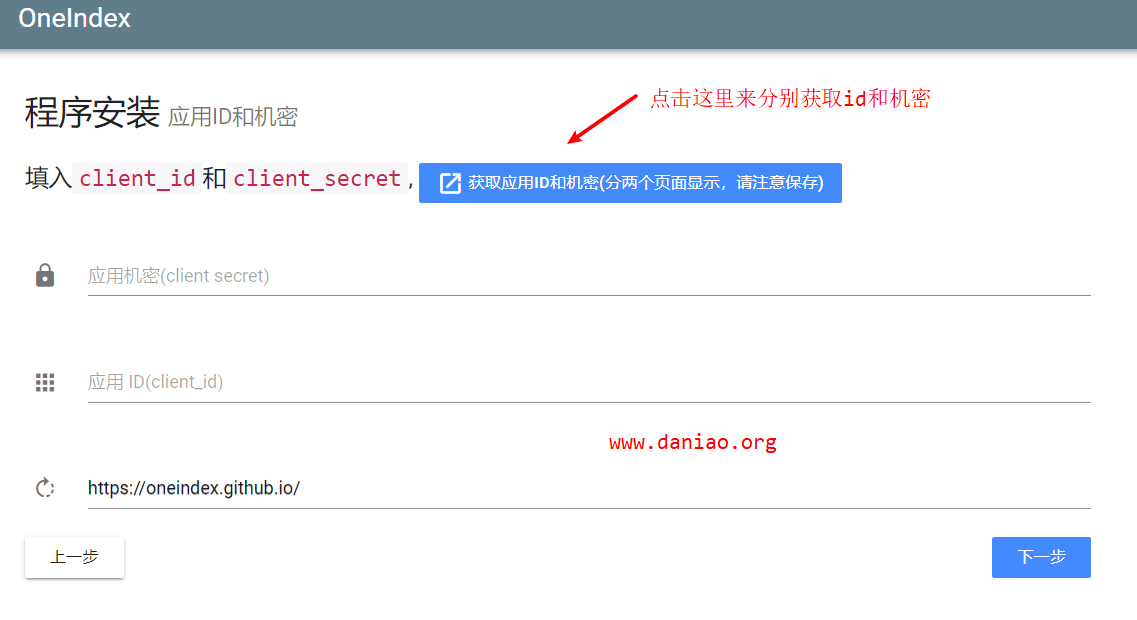 OneIndex
点击这里来分别获取id和机密
程序安装 应用ID和机密
填入 client_id 和 client_secret , 获取应用ID和机密(分两个页面显示，请注意保存)
应用机密(client secret)
应用 ID(client_id)
www.daniao.org
https://oneindex.github.io/
上一步 下一步